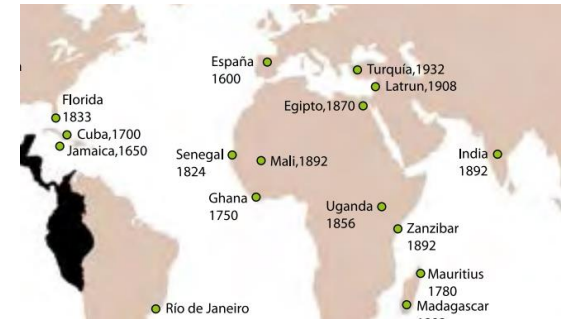 España
1600
Turquía,1932
Latrun,1908
Egipto,1870
Florida
1833
Cuba,1700
Jamaica,1650
Senegal
1824
Mali,1892
India
1892
Ghana
1750
Uganda
1856
Zanzibar
1892
Mauritius
1780
Madagascar
Río de Janeiro